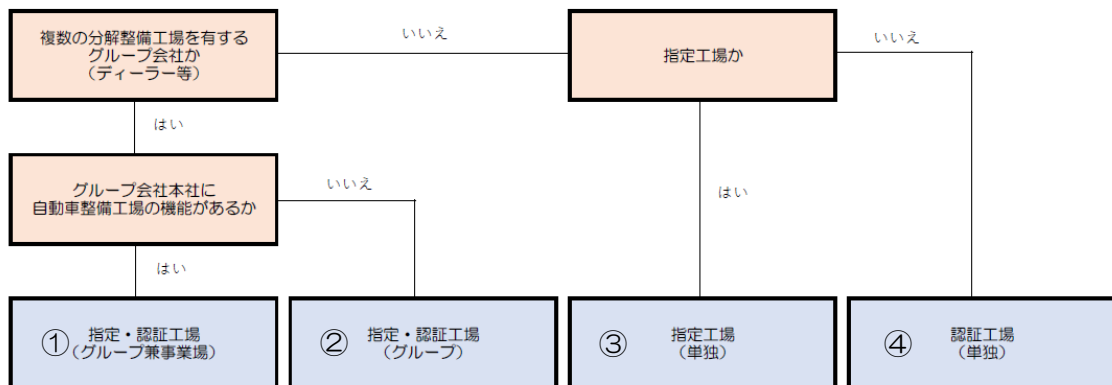 複数の分解整備工場を有する
グループ会社か
(ディーラー等)
いいえ
指定工場か
いいえ
はい
グループ会社本社に
自動車整備工場の機能があるか
いいえ
はい
はい
① 指定・認証工場
(グループ兼事業場)
② 指定・認証工場
(グループ)
③ 指定工場
(単独)
④ 認証工場
(単独)